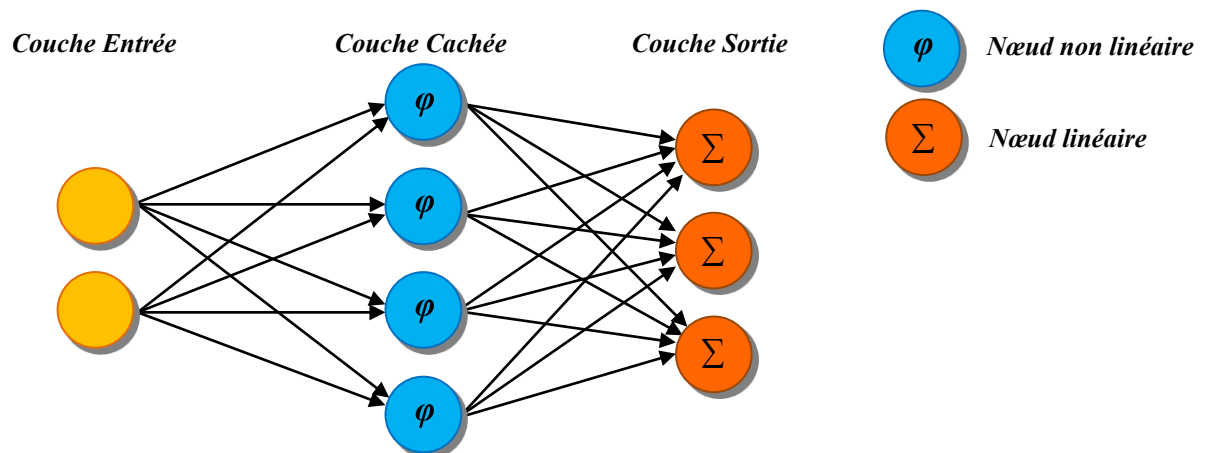 Couche Entrée
Couche Cachée
Couche Sortie
φ
Nœud non linéaire
Σ
Nœud linéaire
φ
φ
φ
φ
Σ
Σ
Σ